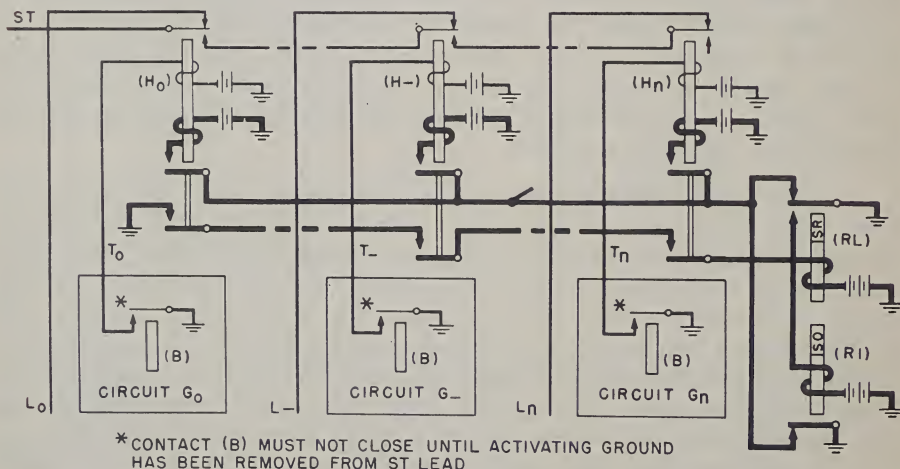 ST
(H0) (H-) (Hn)
T0 T- Tn
SR (RL)
* * *
(B) (B) (B)
SO (RI)
CIRCUIT G0 CIRCUIT G- CIRCUIT Gn
L0 L- Ln
*CONTACT (B) MUST NOT CLOSE UNTIL ACTIVATING GROUND
HAS BEEN REMOVED FROM ST LEAD